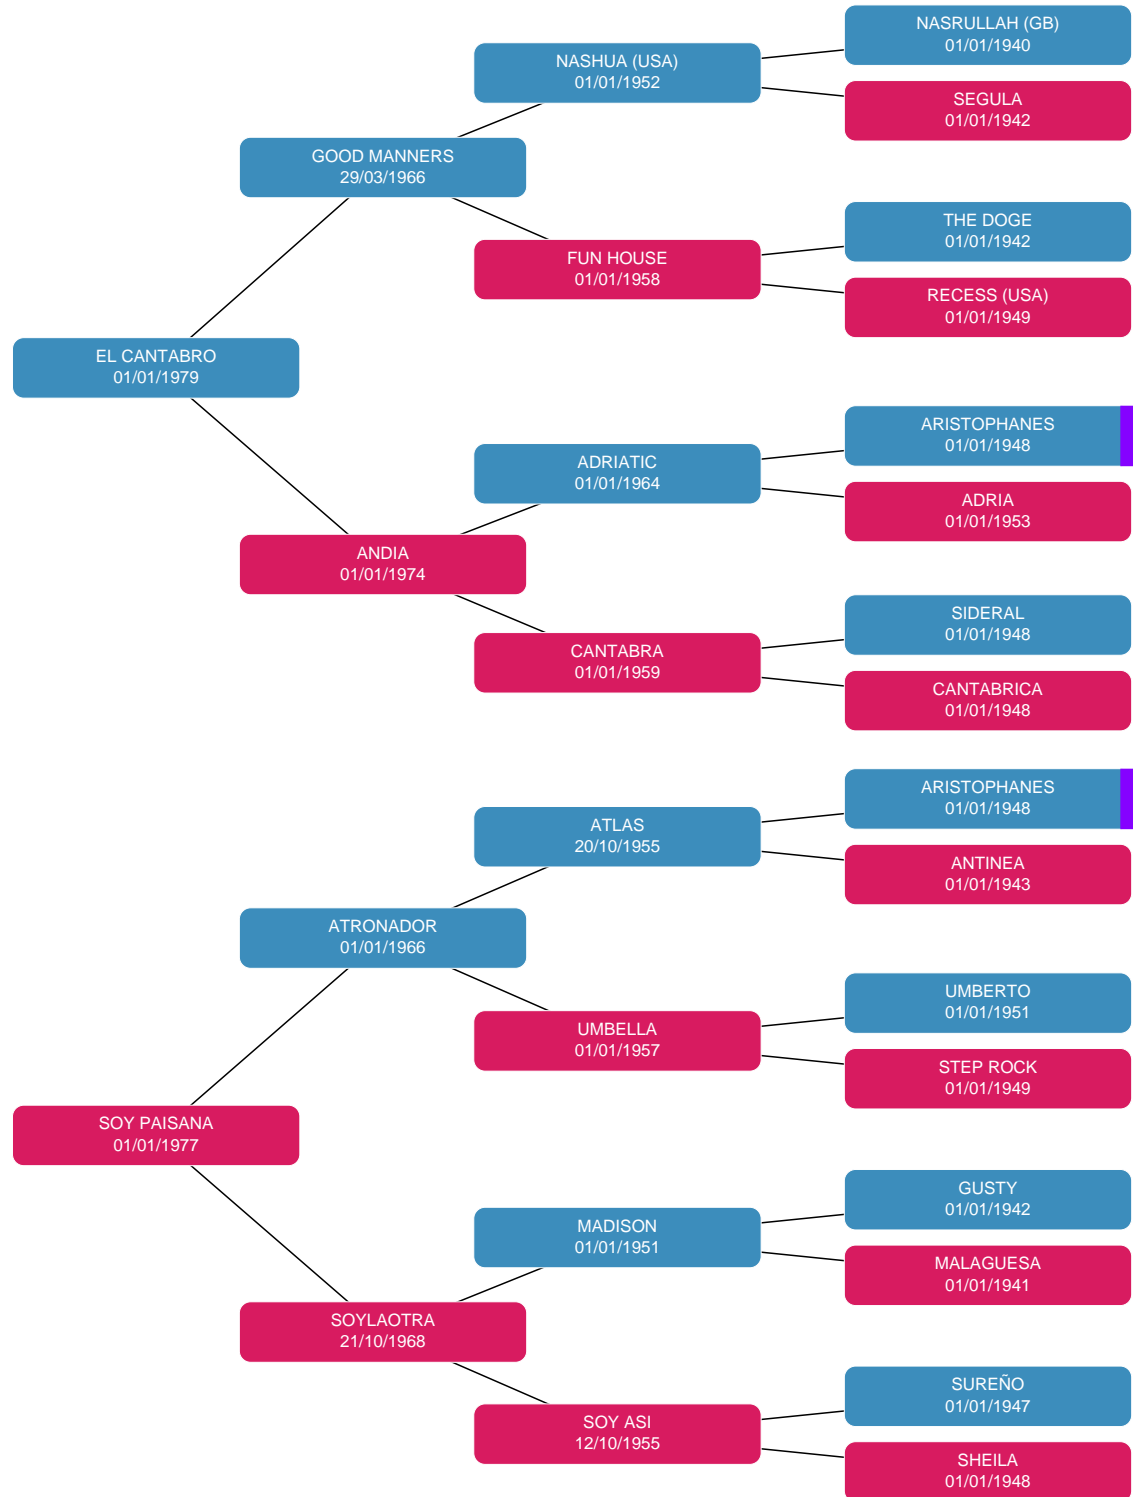 NASRULLAH (GB)
01/01/1940
NASHUA (USA)
01/01/1952
SEGULA
01/01/1942
GOOD MANNERS
29/03/1966
THE DOGE
01/01/1942
FUN HOUSE
01/01/1958
RECESS (USA)
01/01/1949
EL CANTABRO
01/01/1979
ARISTOPHANES
01/01/1948
ADRIATIC
01/01/1964
ADRIA
01/01/1953
ANDIA
01/01/1974
SIDERAL
01/01/1948
CANTABRA
01/01/1959
CANTABRICA
01/01/1948
ARISTOPHANES
01/01/1948
ATLAS
20/10/1955
ANTINEA
01/01/1943
ATRONADOR
01/01/1966
UMBERTO
01/01/1951
UMBELLA
01/01/1957
STEP ROCK
01/01/1949
SOY PAISANA
01/01/1977
GUSTY
01/01/1942
MADISON
01/01/1951
MALAGUESA
01/01/1941
SOYLAOTRA
21/10/1968
SUREÑO
01/01/1947
SOY ASI
12/10/1955
SHEILA
01/01/1948